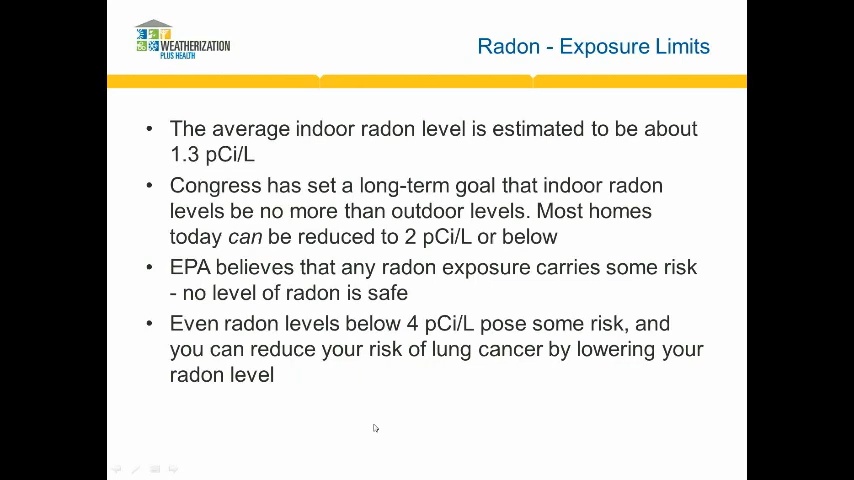 WEATHERIZATION
PLUS HEALTH
Radon - Exposure Limits
• The average indoor radon level is estimated to be about
1.3 pCi/L
• Congress has set a long-term goal that indoor radon
levels be no more than outdoor levels. Most homes
today can be reduced to 2 pCi/L or below
• EPA believes that any radon exposure carries some risk
- no level of radon is safe
• Even radon levels below 4 pCi/L pose some risk, and
you can reduce your risk of lung cancer by lowering your
radon level